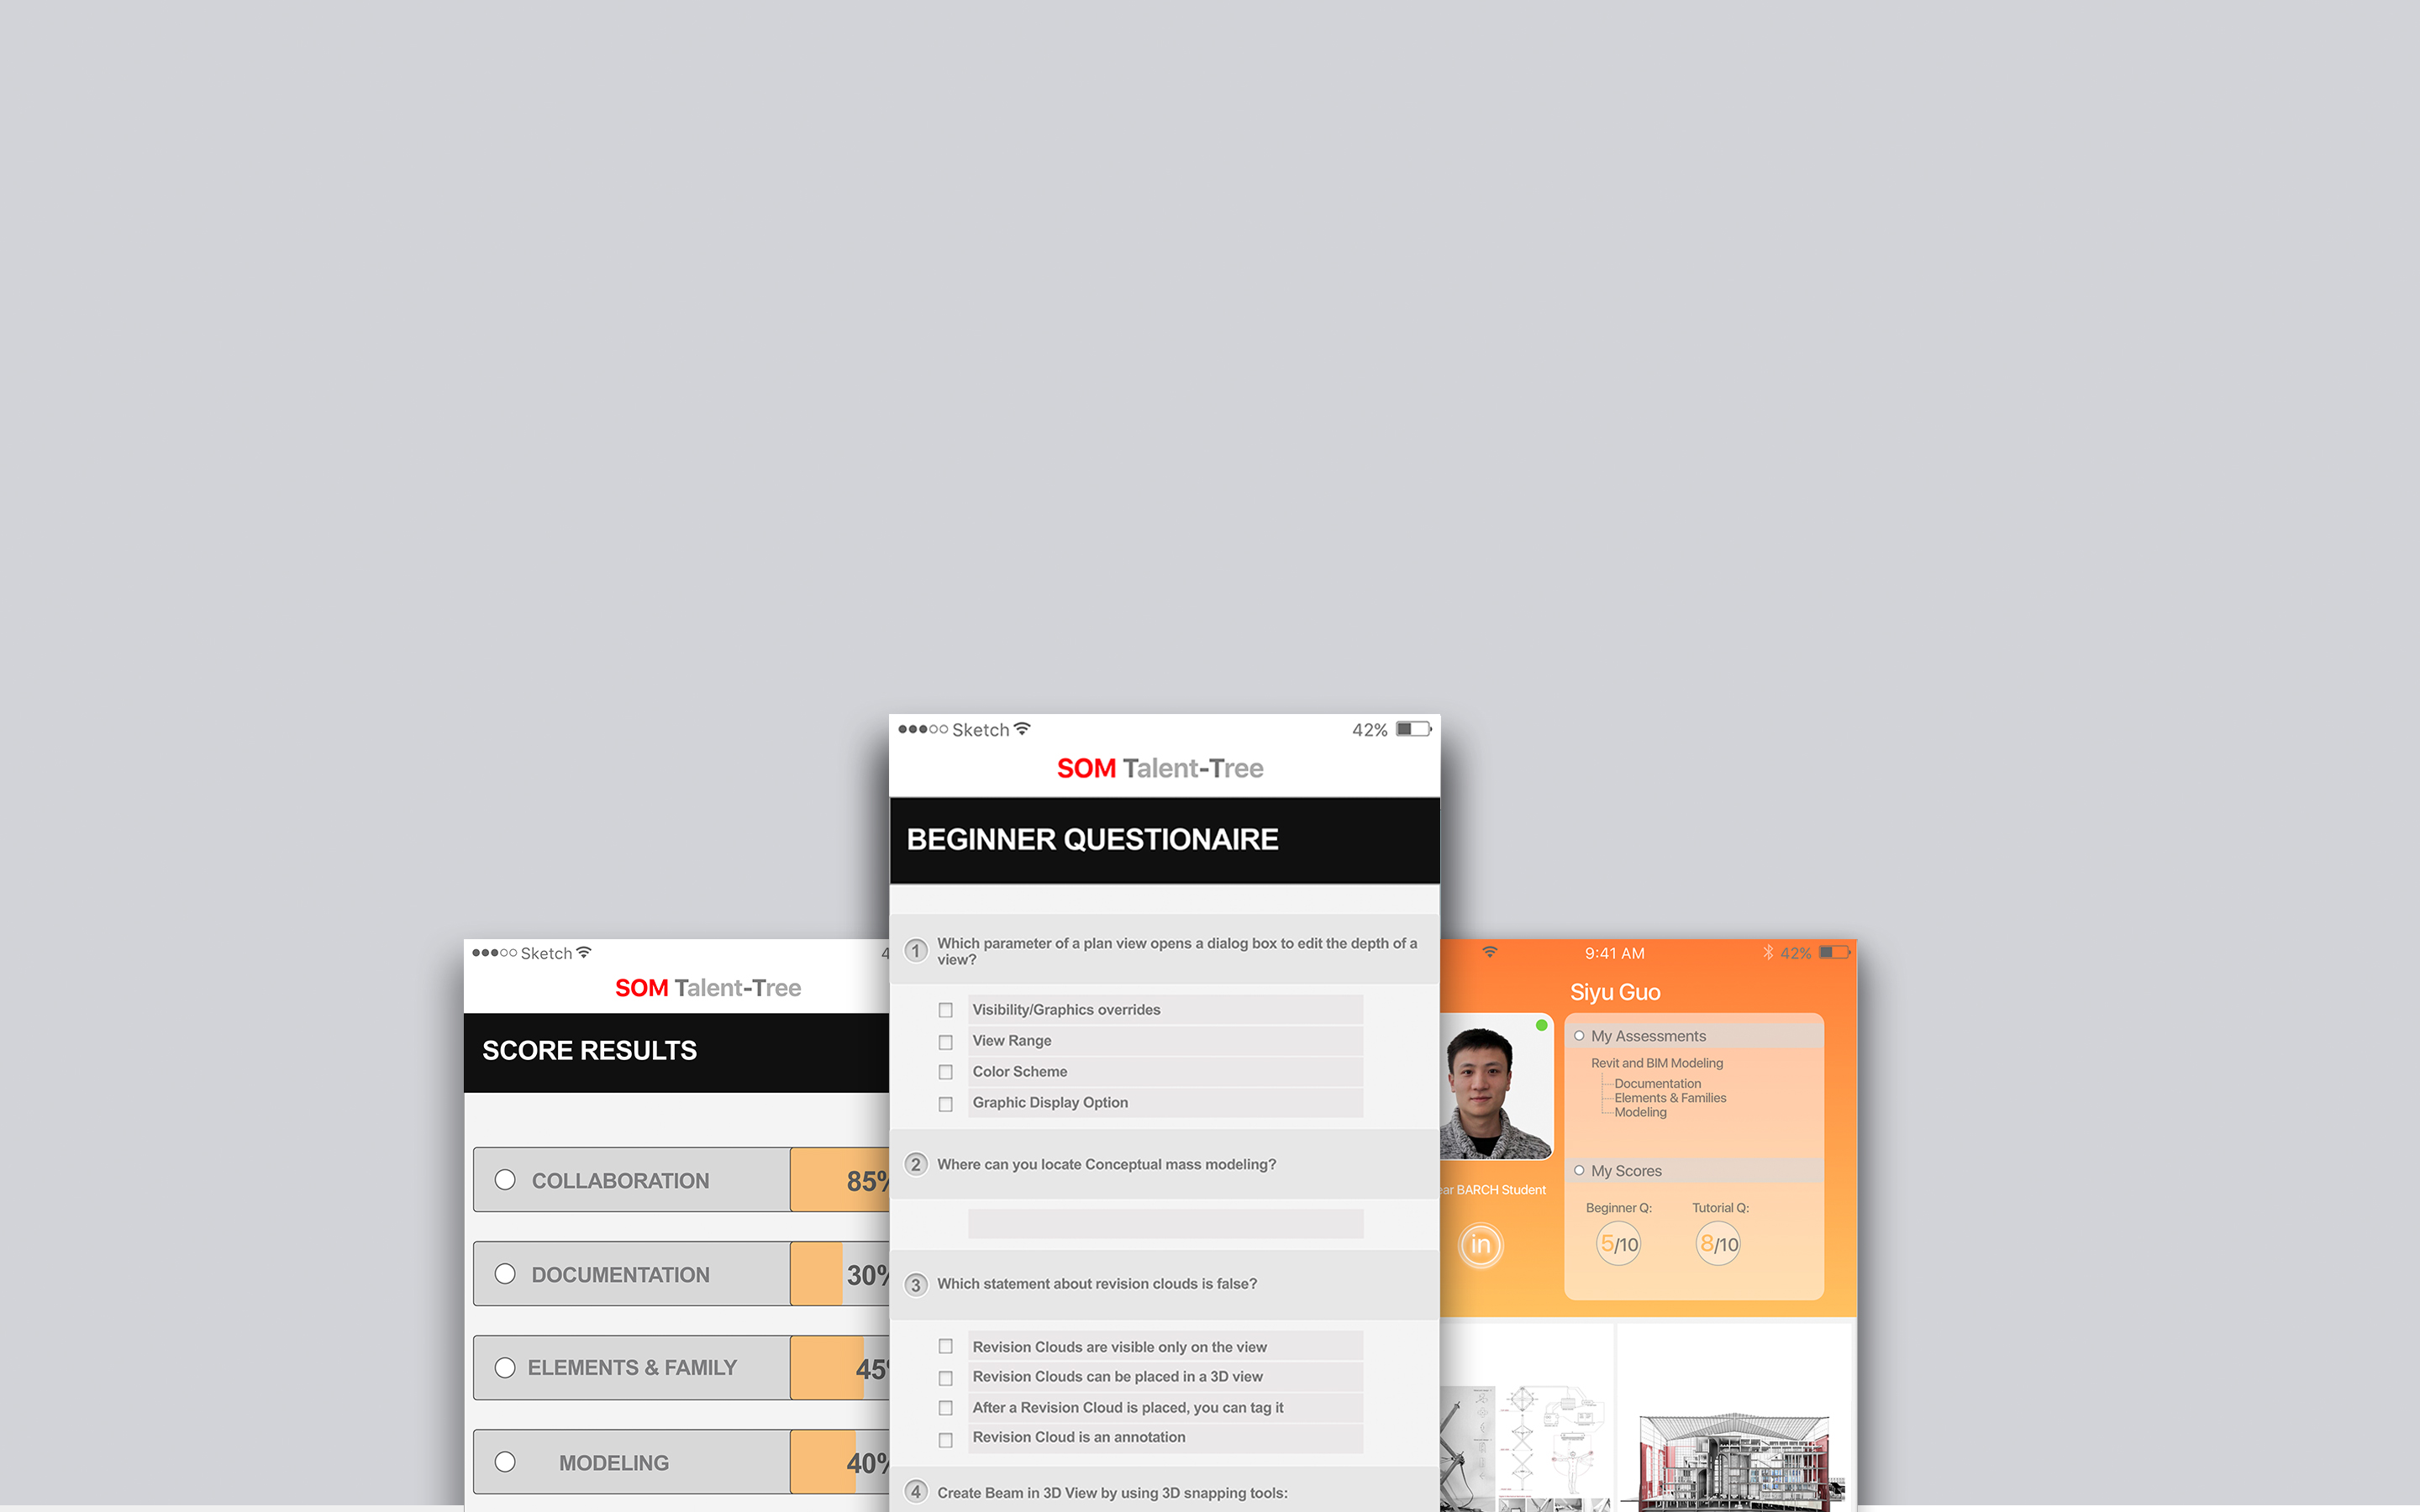 Sketch
42%
SOM Talent-Tree
BEGINNER QUESTIONAIRE
1
Which parameter of a plan view opens a dialog box to edit the depth of a
view?
Visibility/Graphics overrides
View Range
Color Scheme
Graphic Display Option
2
Where can you locate Conceptual mass modeling?
3
Which statement about revision clouds is false?
Revision Clouds are visible only on the view
Revision Clouds can be placed in a 3D view
After a Revision Cloud is placed, you can tag it
Revision Cloud is an annotation
4
Create Beam in 3D View by using 3D snapping tools:
Sketch
4
SOM Talent-Tree
SCORE RESULTS
COLLABORATION
85%
DOCUMENTATION
30%
ELEMENTS & FAMILY
45
MODELING
40%
9:41 AM
42%
Siyu Guo
My Assessments
Revit and BIM Modeling
Documentation
Elements & Families
Modeling
BARCH Student
in
My Scores
Beginner Q:
Tutorial Q:
5/10
8/10